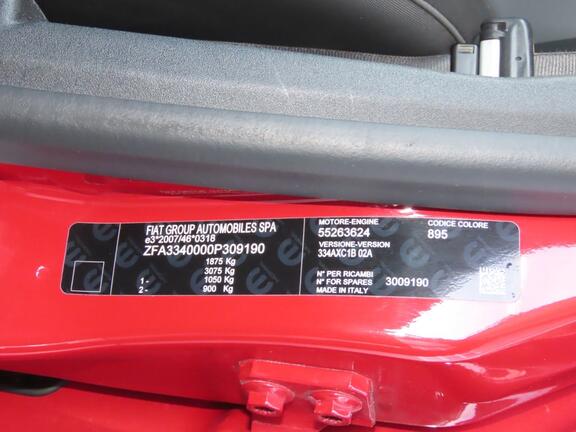 FIAT GROUP AUTOMOBILES SPA
e3*2007/46*0318
ZFA3340000P309190
1875 Kg
3075 Kg
1- 1050 Kg
2- 900 Kg
MOTORE-ENGINE
55263624
VERSIONE-VERSION
334AXC1B 02A
N° PER RICAMBI
N° FOR SPARES 3009190
MADE IN ITALY
CODICE COLORE
895